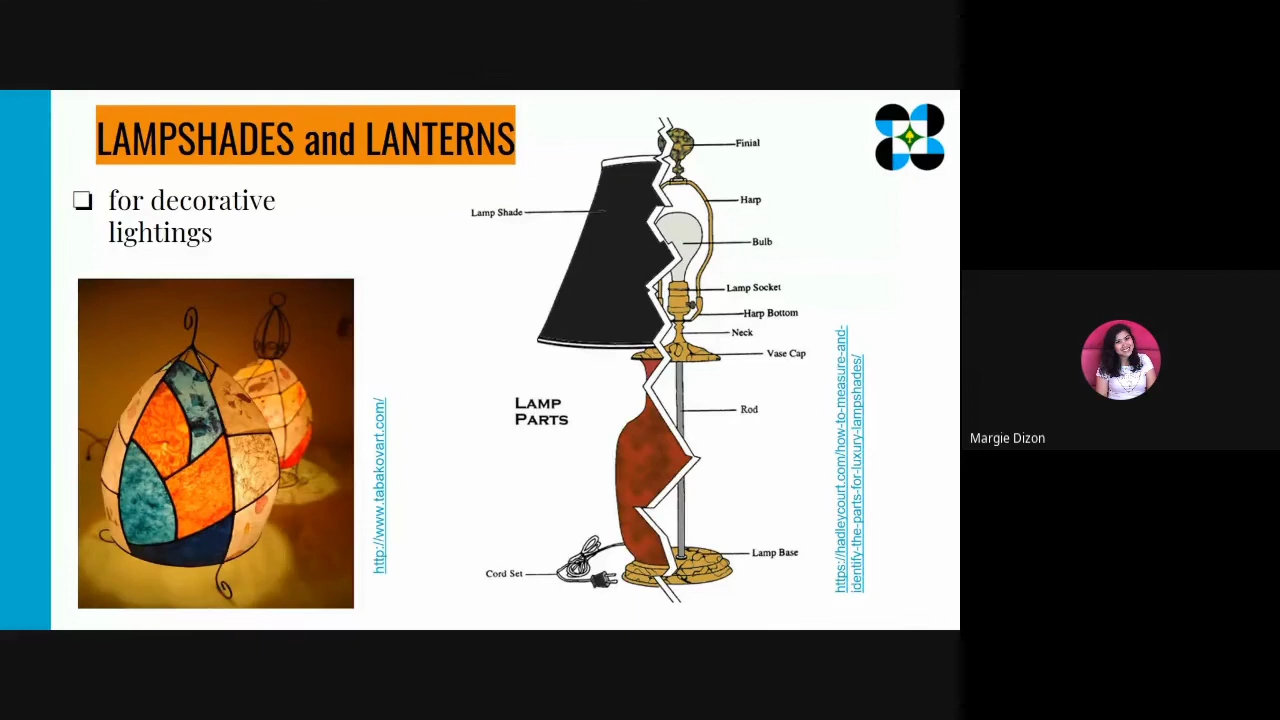 LAMPSHADES and LANTERNS
for decorative
lightings
http://www.tabakovart.com/
Finial
Harp
Lamp Shade
Bulb
Lamp Socket
Harp Bottom
Neck
Vase Cap
LAMP
PARTS
Rod
Lamp Base
Cord Set
https://hadleycourt.com/how-to-measure-and-
identify-the-parts-for-luxury-lampshades/
Margie Dizon